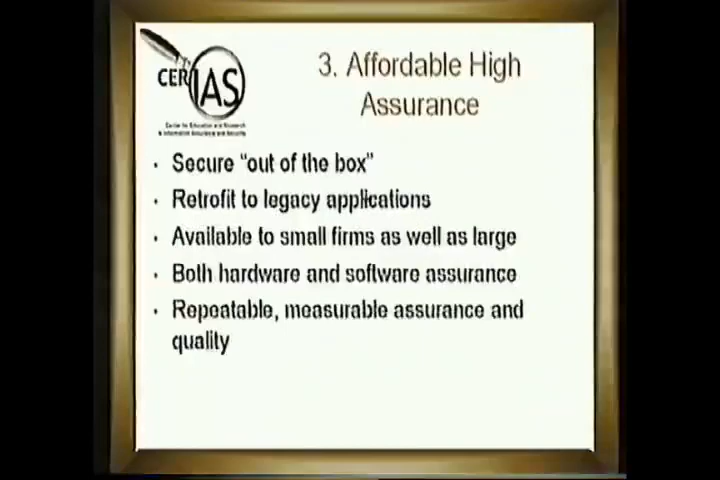 CERIAS
Center for Education and Research
in Information Assurance and Security
3. Affordable High
Assurance
• Secure “out of the box”
• Retrofit to legacy applications
• Available to small firms as well as large
• Both hardware and software assurance
• Repeatable, measurable assurance and
quality